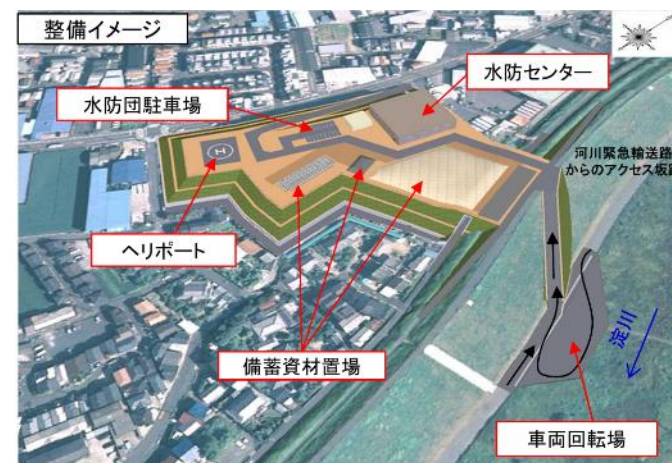 整備イメージ
水防センター
水防団駐車場
H
河川緊急輸送路
からのアクセス坂路
ヘリポート
淀川
備蓄資材置場
車両回転場